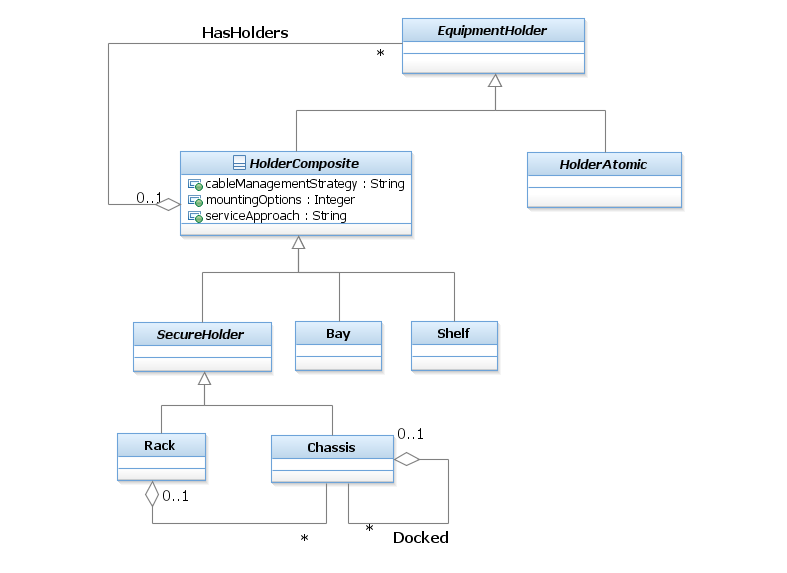 HasHolders
EquipmentHolder
*
HolderComposite
HolderAtomic
cableManagementStrategy : String
mountingOptions : Integer
serviceApproach : String
0..1
SecureHolder
Bay
Shelf
Rack
Chassis
0..1
0..1
*
*
Docked